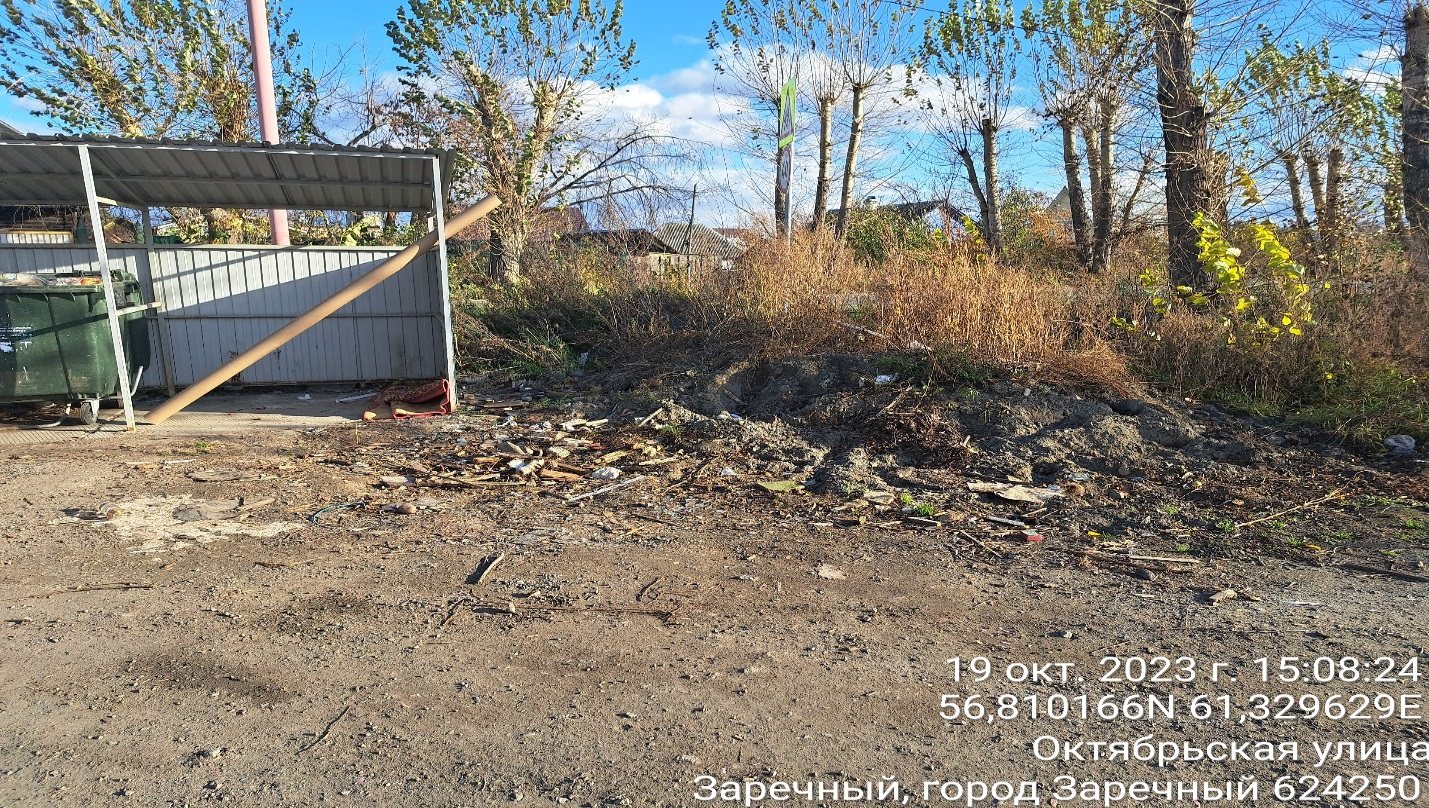 19 окт. 2023 г. 15:08:24
56,810166N 61,329629E
Октябрьская улица
Заречный, город Заречный 624250